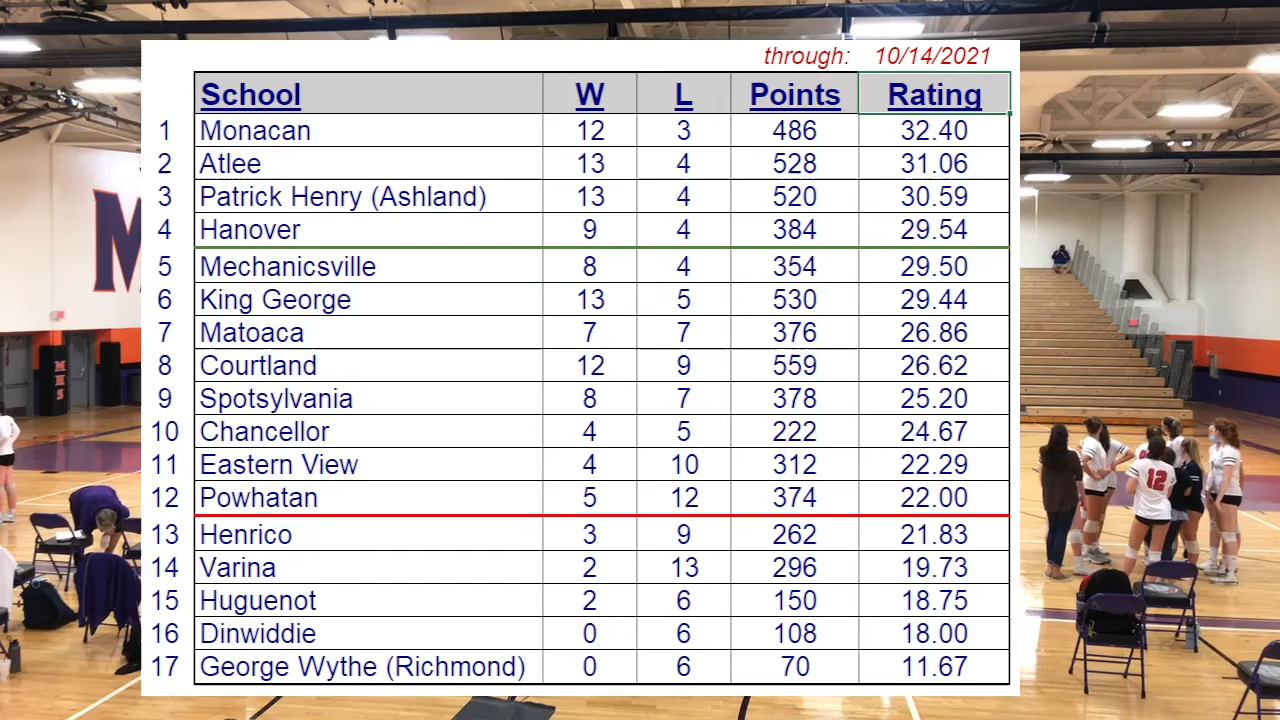 through: 10/14/2021
School W L Points Rating
1 Monacan 12 3 486 32.40
2 Atlee 13 4 528 31.06
3 Patrick Henry (Ashland) 13 4 520 30.59
4 Hanover 9 4 384 29.54
5 Mechanicsville 8 4 354 29.50
6 King George 13 5 530 29.44
7 Matoaca 7 7 376 26.86
8 Courtland 12 9 559 26.62
9 Spotsylvania 8 7 378 25.20
10 Chancellor 4 5 222 24.67
11 Eastern View 4 10 312 22.29
12 Powhatan 5 12 374 22.00
13 Henrico 3 9 262 21.83
14 Varina 2 13 296 19.73
15 Huguenot 2 6 150 18.75
16 Dinwiddie 0 6 108 18.00
17 George Wythe (Richmond) 0 6 70 11.67
M
MHS
12